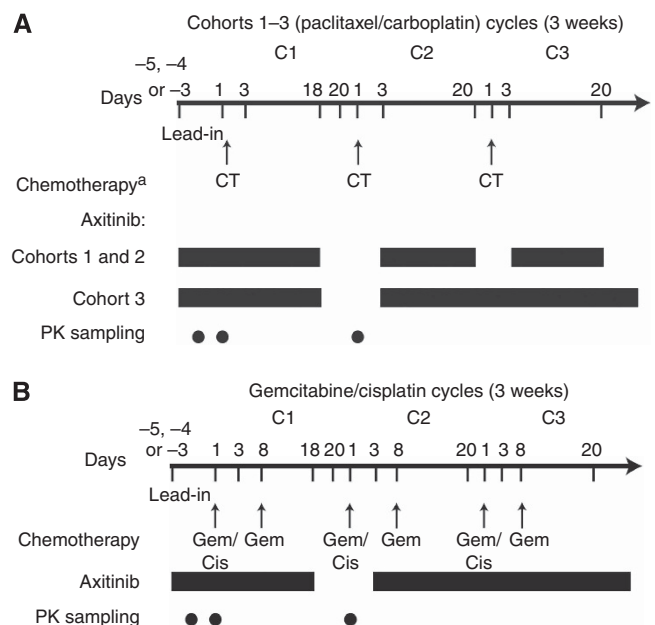 A
Cohorts 1–3 (paclitaxel/carboplatin) cycles (3 weeks)
C1 C2 C3
–5, –4
Days or –3 1 3 18 20 1 3 20 1 3 20
Lead-in
Chemotherapyª CT CT CT
Axitinib:
Cohorts 1 and 2
Cohort 3
PK sampling
B
Gemcitabine/cisplatin cycles (3 weeks)
C1 C2 C3
–5, –4
Days or –3 1 3 8 18 20 1 3 8 20 1 3 8 20
Lead-in
Chemotherapy Gem/ Gem Gem/ Gem Gem/ Gem
Cis Cis Cis
Axitinib
PK sampling